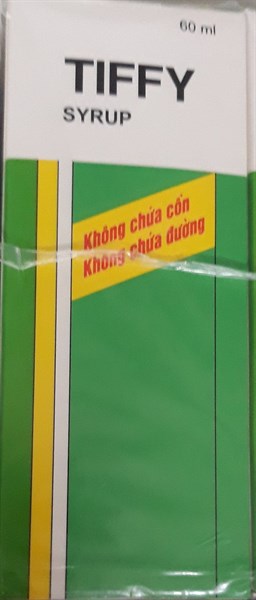 60 ml
TIFFY
SYRUP
Không chứa cồn
Không chứa đường